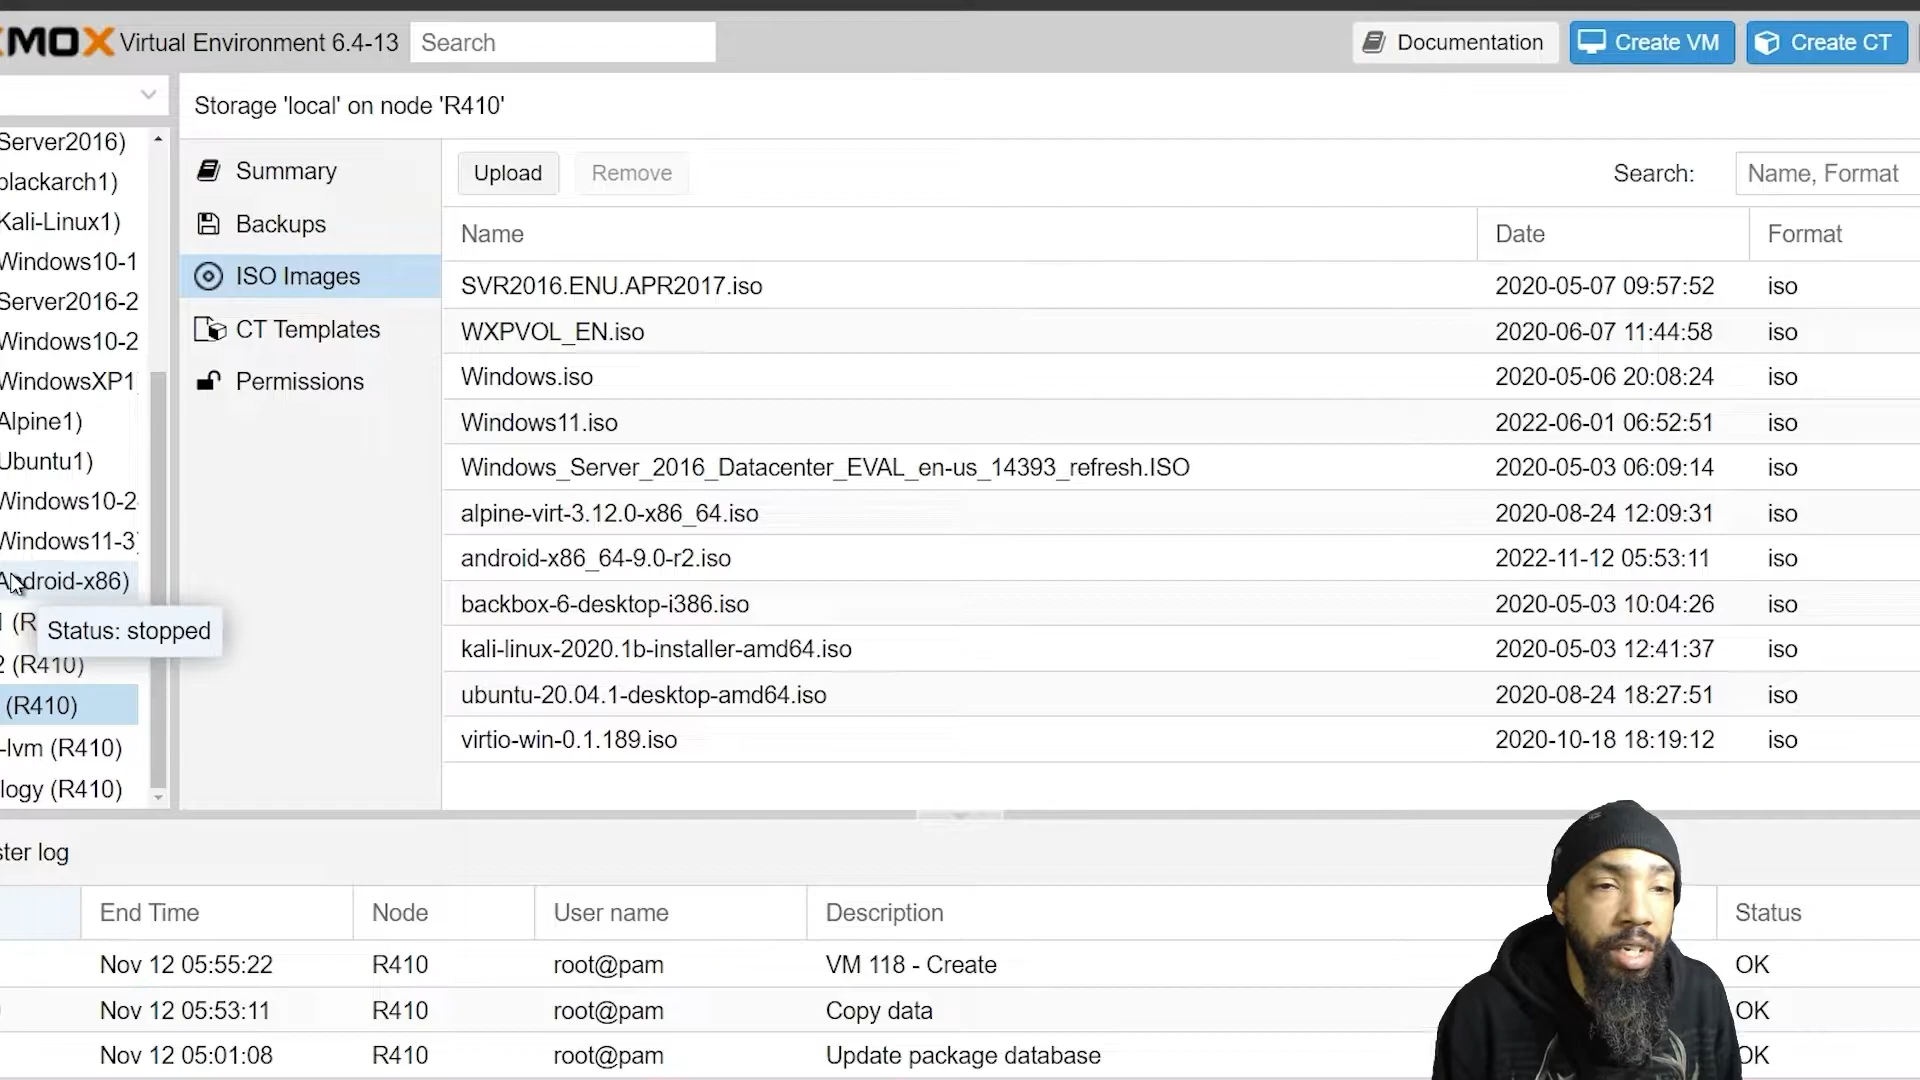 MOX Virtual Environment 6.4-13
Search
Documentation
Create VM
Create CT
Storage 'local' on node 'R410'
Server2016)
blackarch1)
Kali-Linux1)
Windows10-1
Server2016-2
Windows10-2
WindowsXP1
Alpine1)
Ubuntu1)
Windows10-2
Windows11-3)
Android-x86)
(R
Status: stopped
2 (R410)
(R410)
-lvm (R410)
logy (R410)
Summary
Backups
ISO Images
CT Templates
Permissions
Upload
Remove
Search:
Name, Format
Name Date Format
SVR2016.ENU.APR2017.iso 2020-05-07 09:57:52 iso
WXPVOL_EN.iso 2020-06-07 11:44:58 iso
Windows.iso 2020-05-06 20:08:24 iso
Windows11.iso 2022-06-01 06:52:51 iso
Windows_Server_2016_Datacenter_EVAL_en-us_14393_refresh.ISO 2020-05-03 06:09:14 iso
alpine-virt-3.12.0-x86_64.iso 2020-08-24 12:09:31 iso
android-x86_64-9.0-r2.iso 2022-11-12 05:53:11 iso
backbox-6-desktop-i386.iso 2020-05-03 10:04:26 iso
kali-linux-2020.1b-installer-amd64.iso 2020-05-03 12:41:37 iso
ubuntu-20.04.1-desktop-amd64.iso 2020-08-24 18:27:51 iso
virtio-win-0.1.189.iso 2020-10-18 18:19:12 iso
ster log
End Time Node User name Description Status
Nov 12 05:55:22 R410 root@pam VM 118 - Create OK
Nov 12 05:53:11 R410 root@pam Copy data OK
Nov 12 05:01:08 R410 root@pam Update package database OK